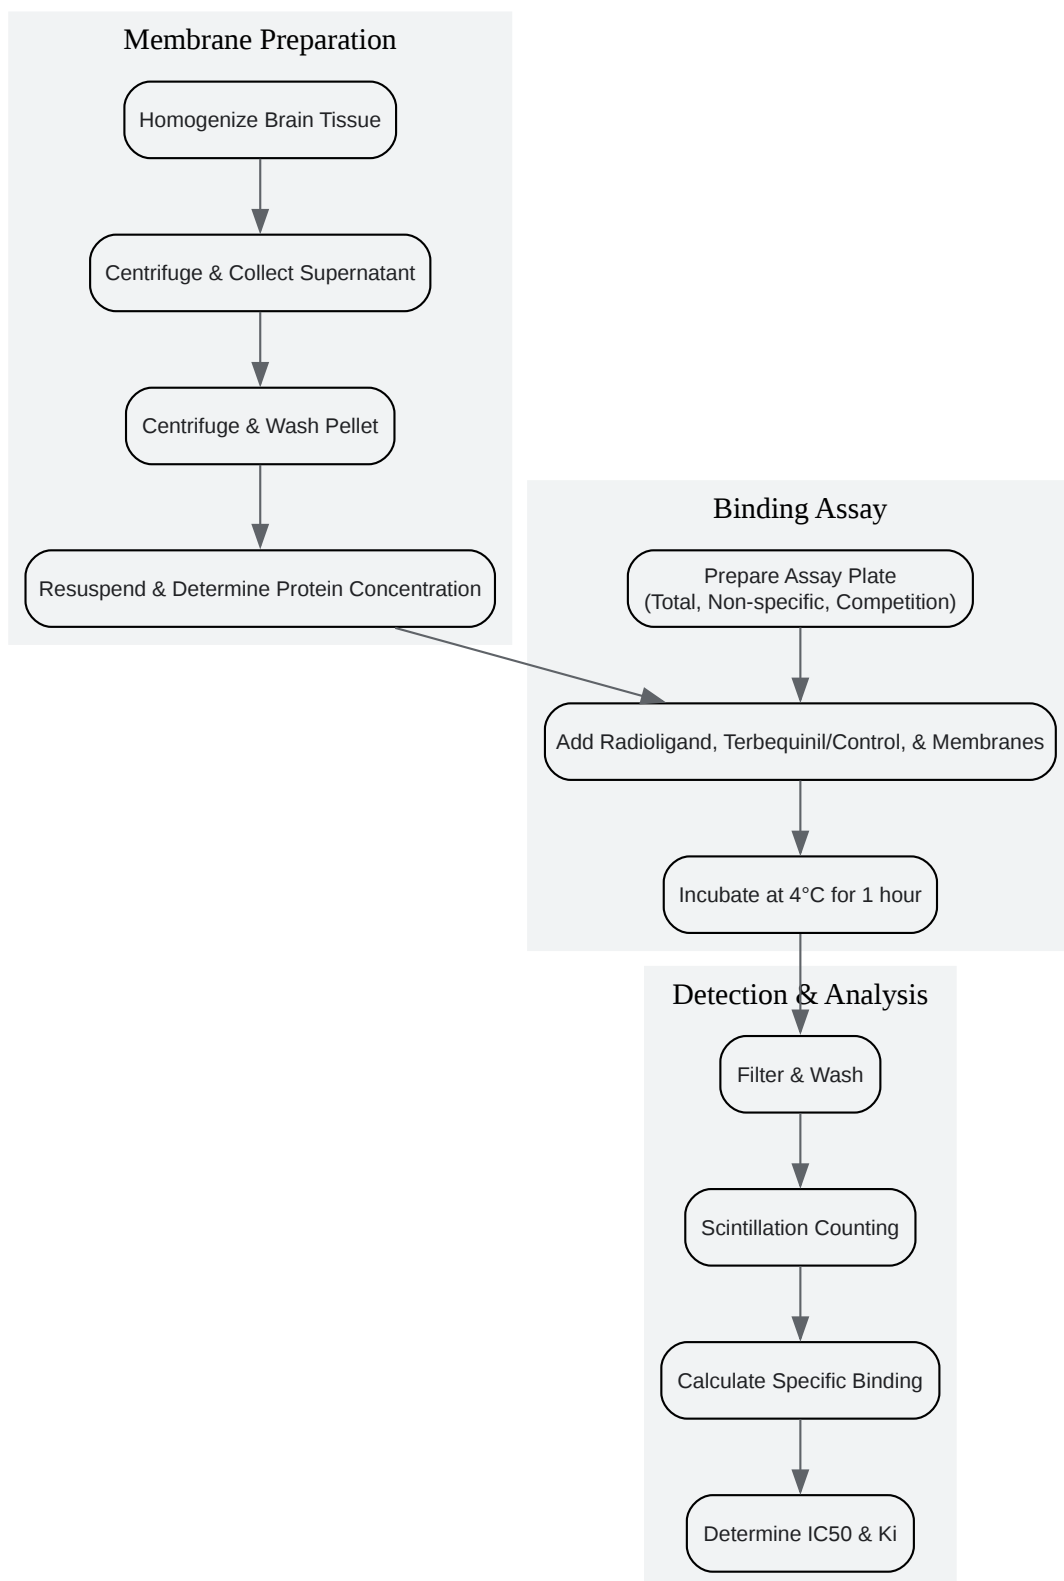 Membrane Preparation
Homogenize Brain Tissue
Centrifuge & Collect Supernatant
Centrifuge & Wash Pellet
Resuspend & Determine Protein Concentration
Binding Assay
Prepare Assay Plate
(Total, Non-specific, Competition)
Add Radioligand, Terbequinil/Control, & Membranes
Incubate at 4°C for 1 hour
Detection & Analysis
Filter & Wash
Scintillation Counting
Calculate Specific Binding
Determine IC50 & Ki